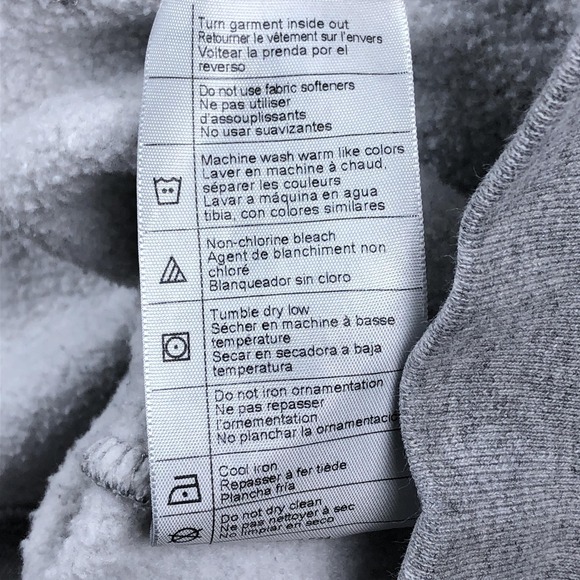 Turn garment inside out
Retourner le vêtement sur l'envers
Voltear la prenda por el
reverso
Do not use fabric softeners
Ne pas utiliser
d'assouplissants
No usar suavizantes
Machine wash warm like colors
Laver en machine à chaud,
séparer les couleurs
Lavar a máquina en agua
tibia, con colores similares
Non-chlorine bleach
Agent de blanchiment non
chloré
Blanqueador sin cloro
Tumble dry low
Sécher en machine à basse
température
Secar en secadora a baja
temperatura
Do not iron ornamentation
Ne pas repasser
l'ornementation
No planchar la ornamentació
Cool iron
Repasser à fer tiède
Plancha fría
Do not dry clean
Ne pas nettoyer à sec
No limpiar en seco